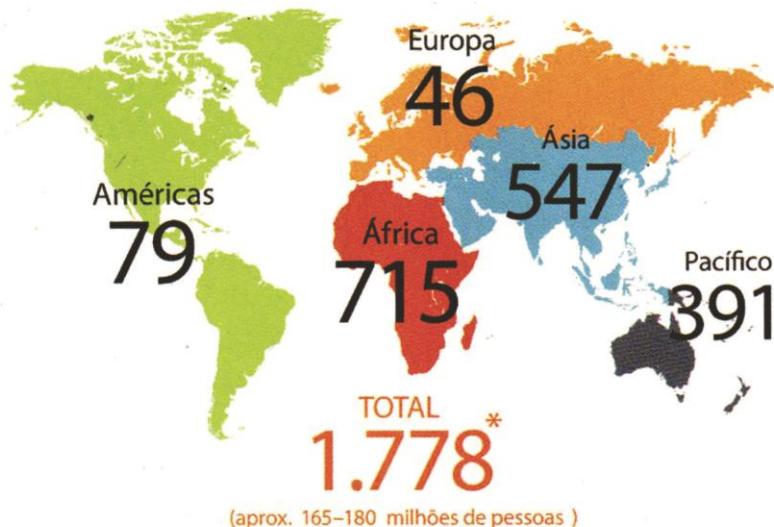 Europa
46
Ásia
547
Américas
79
África
715
Pacífico
391
TOTAL
1.778*
(aprox. 165–180 milhões de pessoas )